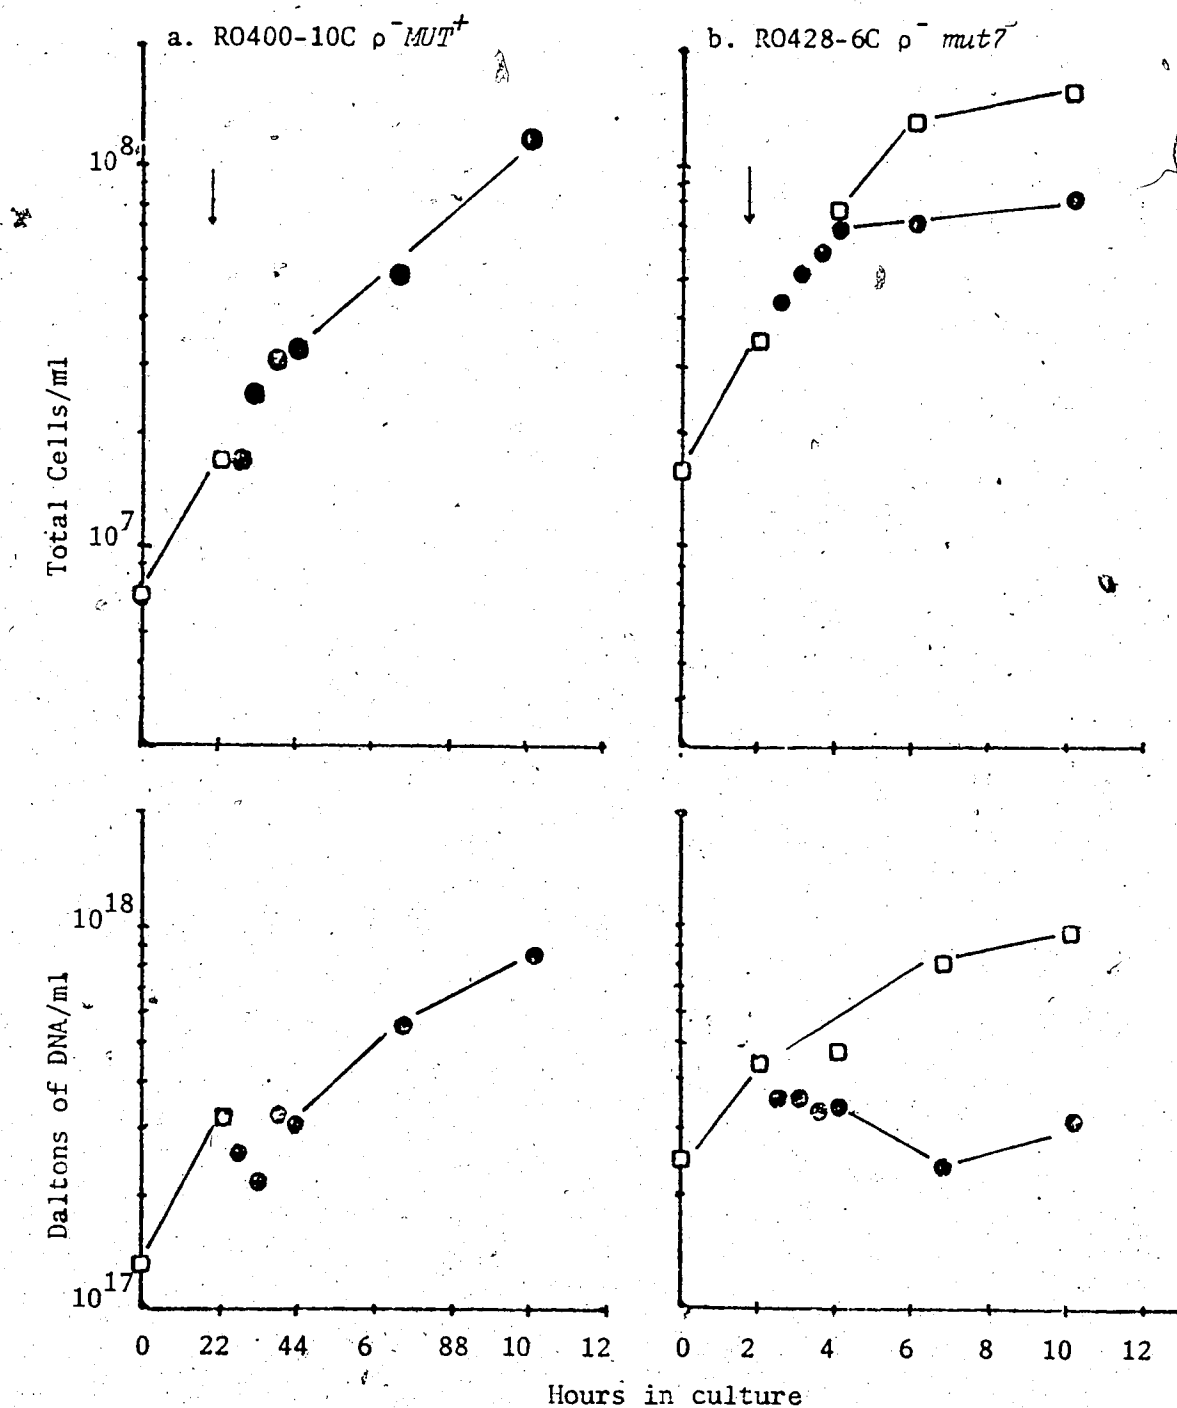 a. RO400-10C ρ⁻MUT⁺
b. RO428-6C ρ⁻ mut7⁻
10⁸
10⁷
Total Cells/ml
10¹⁸
10¹⁷
Daltons of DNA/ml
0 22 44 6 88 10 12
0 2 4 6 8 10 12
Hours in culture